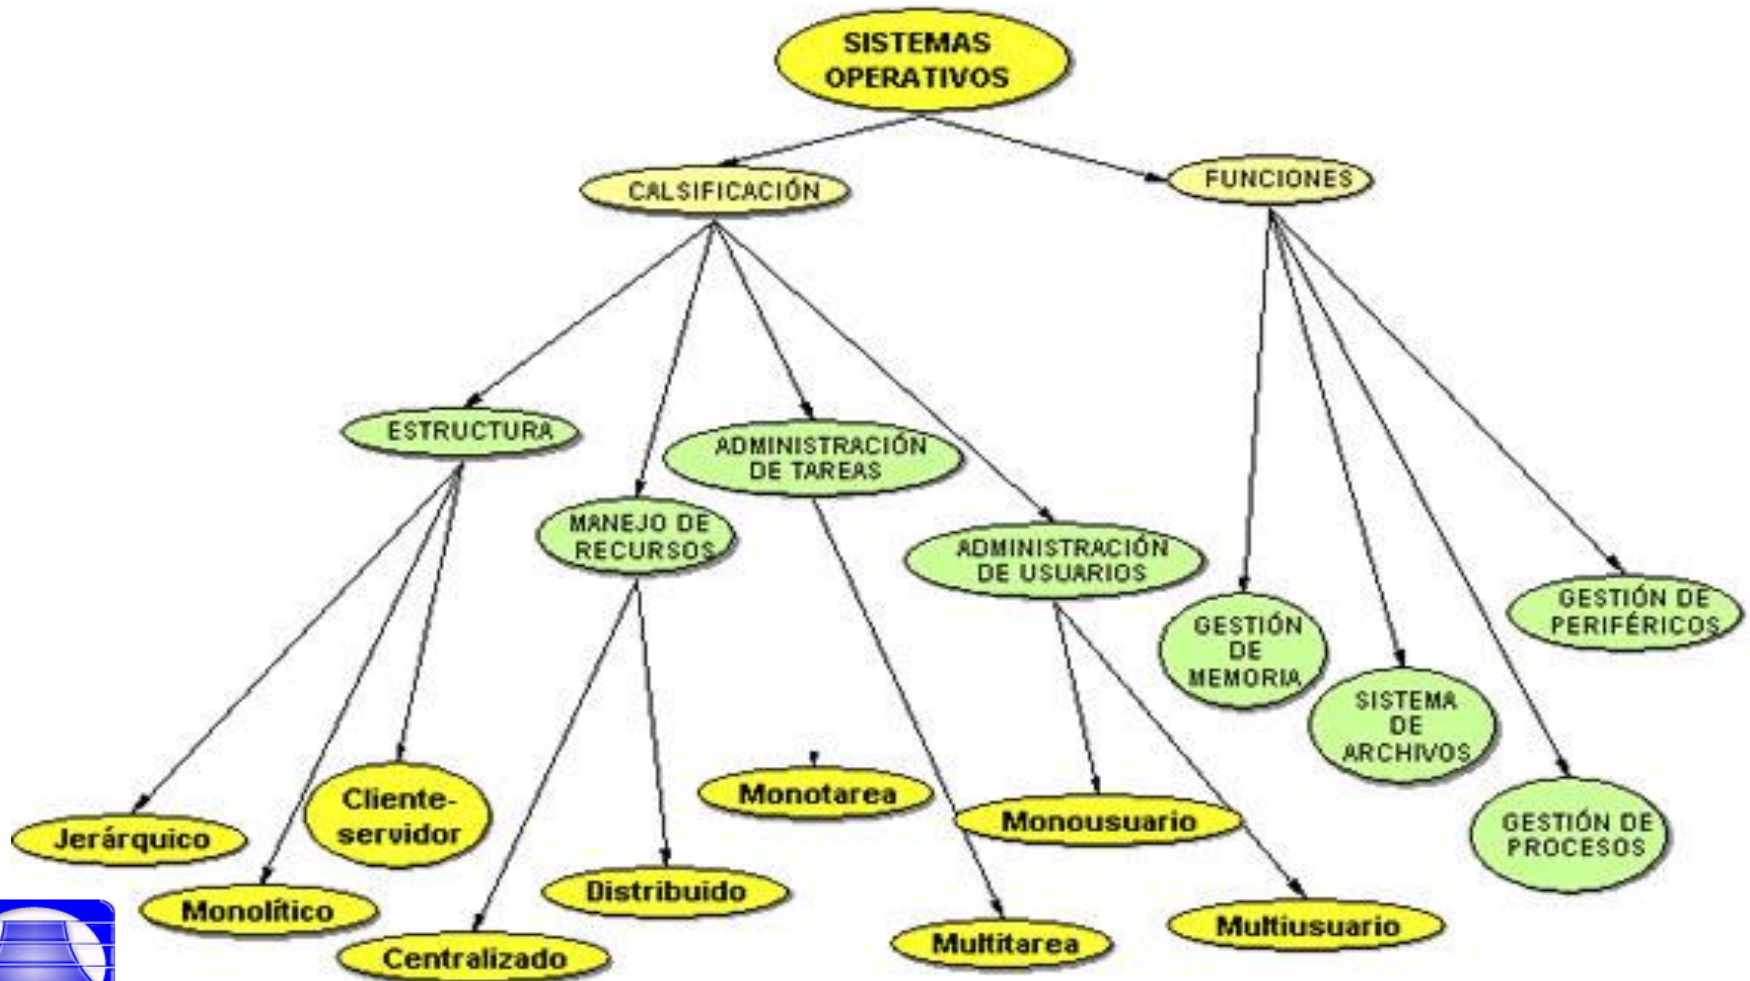 SISTEMAS
OPERATIVOS
CALSIFICACIÓN
FUNCIONES
ESTRUCTURA
ADMINISTRACIÓN
DE TAREAS
MANEJO DE
RECURSOS
ADMINISTRACIÓN
DE USUARIOS
GESTIÓN
DE
MEMORIA
GESTIÓN DE
PERIFÉRICOS
SISTEMA
DE
ARCHIVOS
GESTIÓN DE
PROCESOS
Jerárquico
Monolítico
Cliente-
servidor
Centralizado
Distribuido
Monotarea
Multitarea
Monousuario
Multiusuario